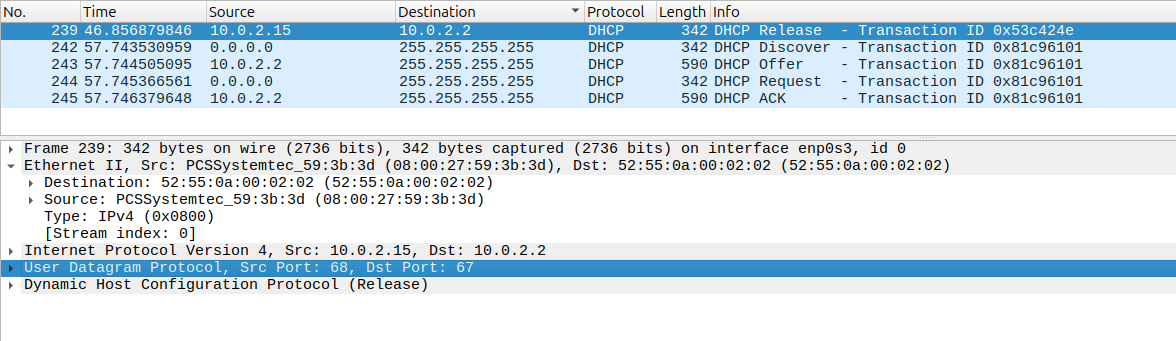 No. Time Source Destination Protocol Length Info
239 46.856879846 10.0.2.15 10.0.2.2 DHCP 342 DHCP Release - Transaction ID 0x53c424e
242 57.743530959 0.0.0.0 255.255.255.255 DHCP 342 DHCP Discover - Transaction ID 0x81c96101
243 57.744505095 10.0.2.2 255.255.255.255 DHCP 590 DHCP Offer - Transaction ID 0x81c96101
244 57.745366561 0.0.0.0 255.255.255.255 DHCP 342 DHCP Request - Transaction ID 0x81c96101
245 57.746379648 10.0.2.2 255.255.255.255 DHCP 590 DHCP ACK - Transaction ID 0x81c96101
Frame 239: 342 bytes on wire (2736 bits), 342 bytes captured (2736 bits) on interface enp0s3, id 0
Ethernet II, Src: PCSSystemtec_59:3b:3d (08:00:27:59:3b:3d), Dst: 52:55:0a:00:02:02 (52:55:0a:00:02:02)
Destination: 52:55:0a:00:02:02 (52:55:0a:00:02:02)
Source: PCSSystemtec_59:3b:3d (08:00:27:59:3b:3d)
Type: IPv4 (0x0800)
[Stream index: 0]
Internet Protocol Version 4, Src: 10.0.2.15, Dst: 10.0.2.2
User Datagram Protocol, Src Port: 68, Dst Port: 67
Dynamic Host Configuration Protocol (Release)